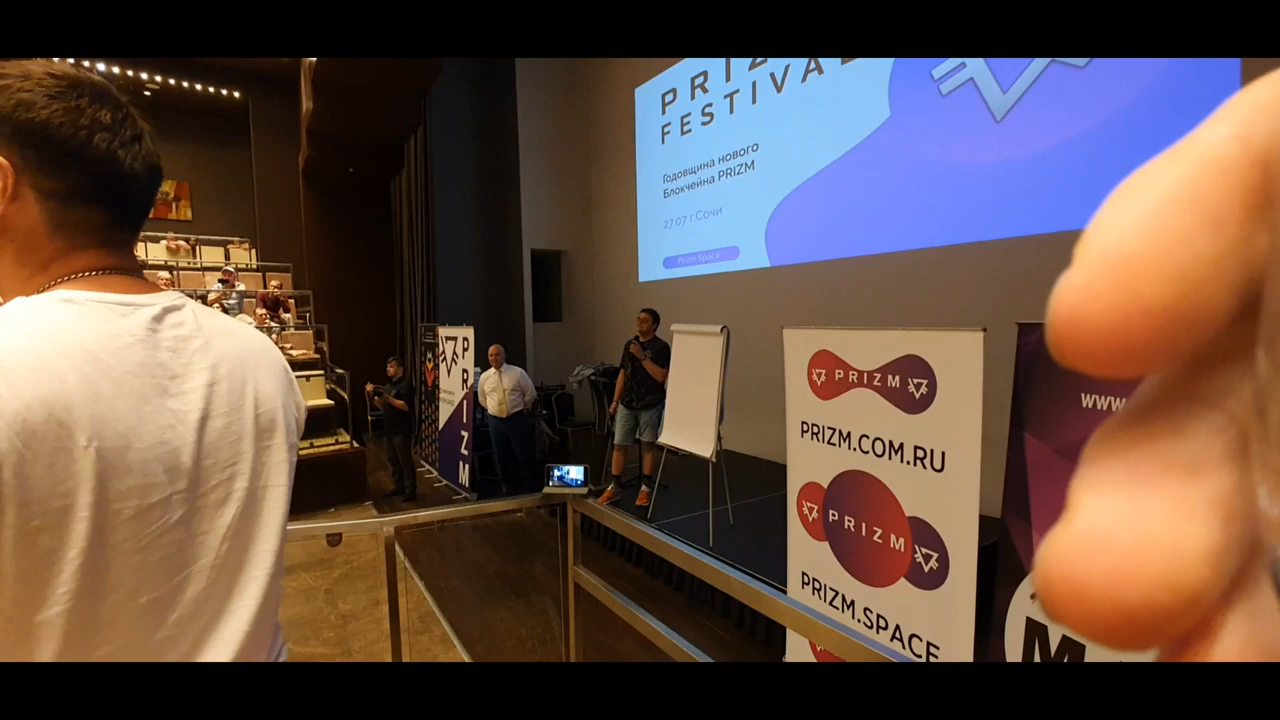 PRIZ
FESTIVAL
Годовщина нового
Блокчейна PRIZM
27.07 г.Сочи
Prizm Space
PRIZM
PRIZM
PRIZM.COM.RU
PRIZM
PRIZM.SPACE
www.
M